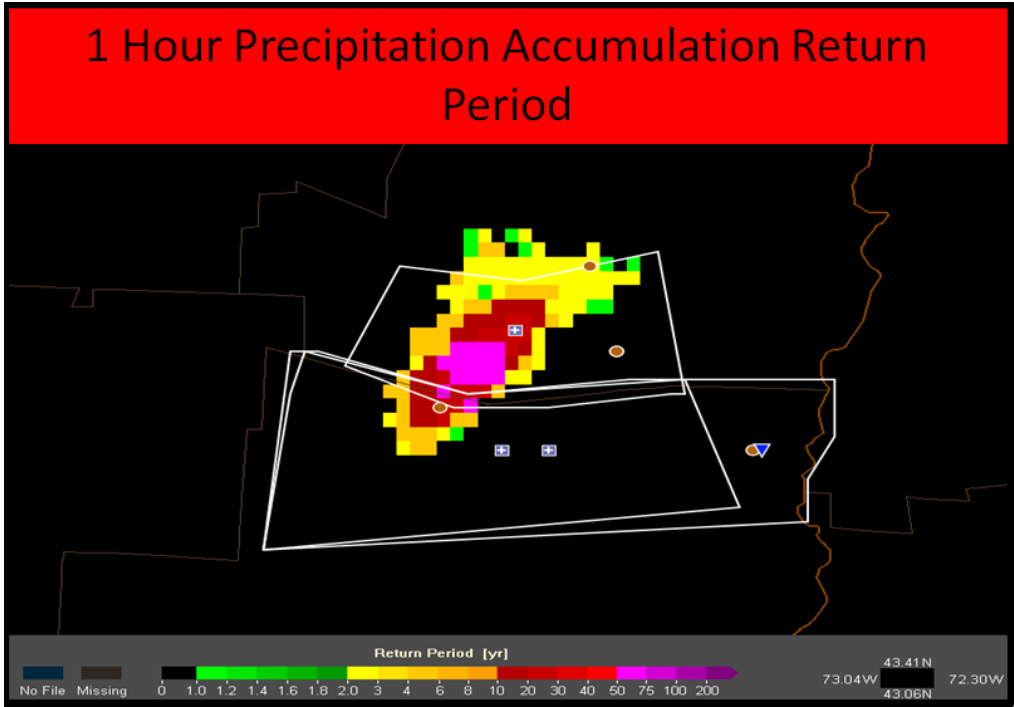 1 Hour Precipitation Accumulation Return
Period
Return Period [yr]
No File Missing 0 1.0 1.2 1.4 1.6 1.8 2.0 3 4 6 8 10 20 30 40 50 75 100 200
43.41N
73.04W 72.30W
43.06N